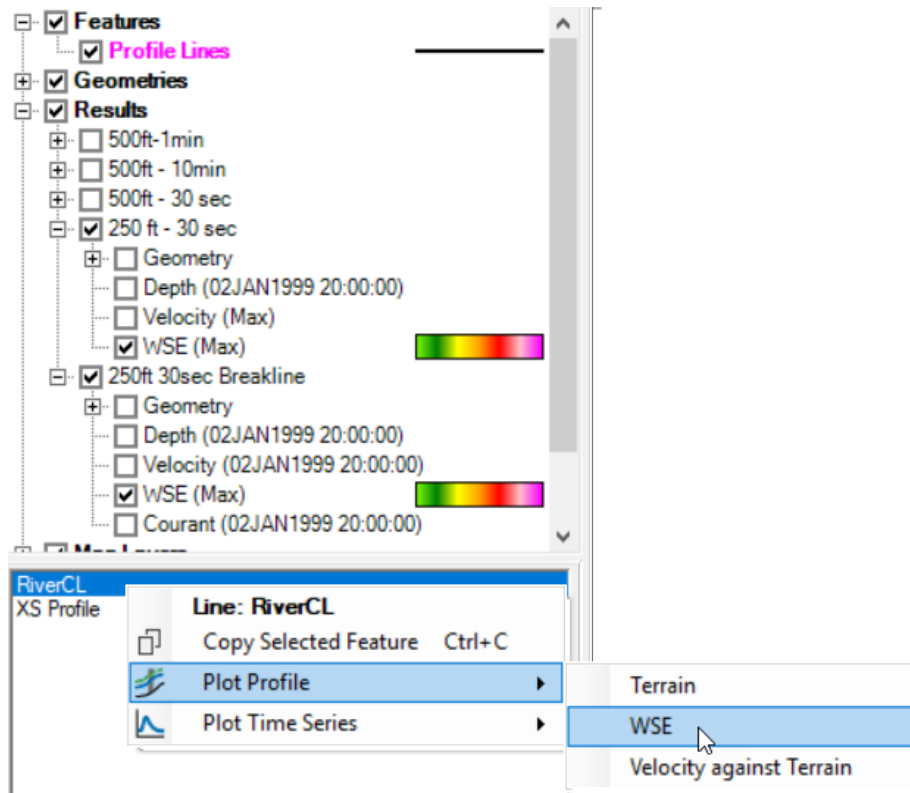 Features
Profile Lines
Geometries
Results
500ft-1min
500ft - 10min
500ft - 30 sec
250 ft - 30 sec
Geometry
Depth (02JAN1999 20:00:00)
Velocity (Max)
WSE (Max)
250ft 30sec Breakline
Geometry
Depth (02JAN1999 20:00:00)
Velocity (02JAN1999 20:00:00)
WSE (Max)
Courant (02JAN1999 20:00:00)
Map Layers
RiverCL
XS Profile
Line: RiverCL
Copy Selected Feature Ctrl+C
Plot Profile
Plot Time Series
Terrain
WSE
Velocity against Terrain